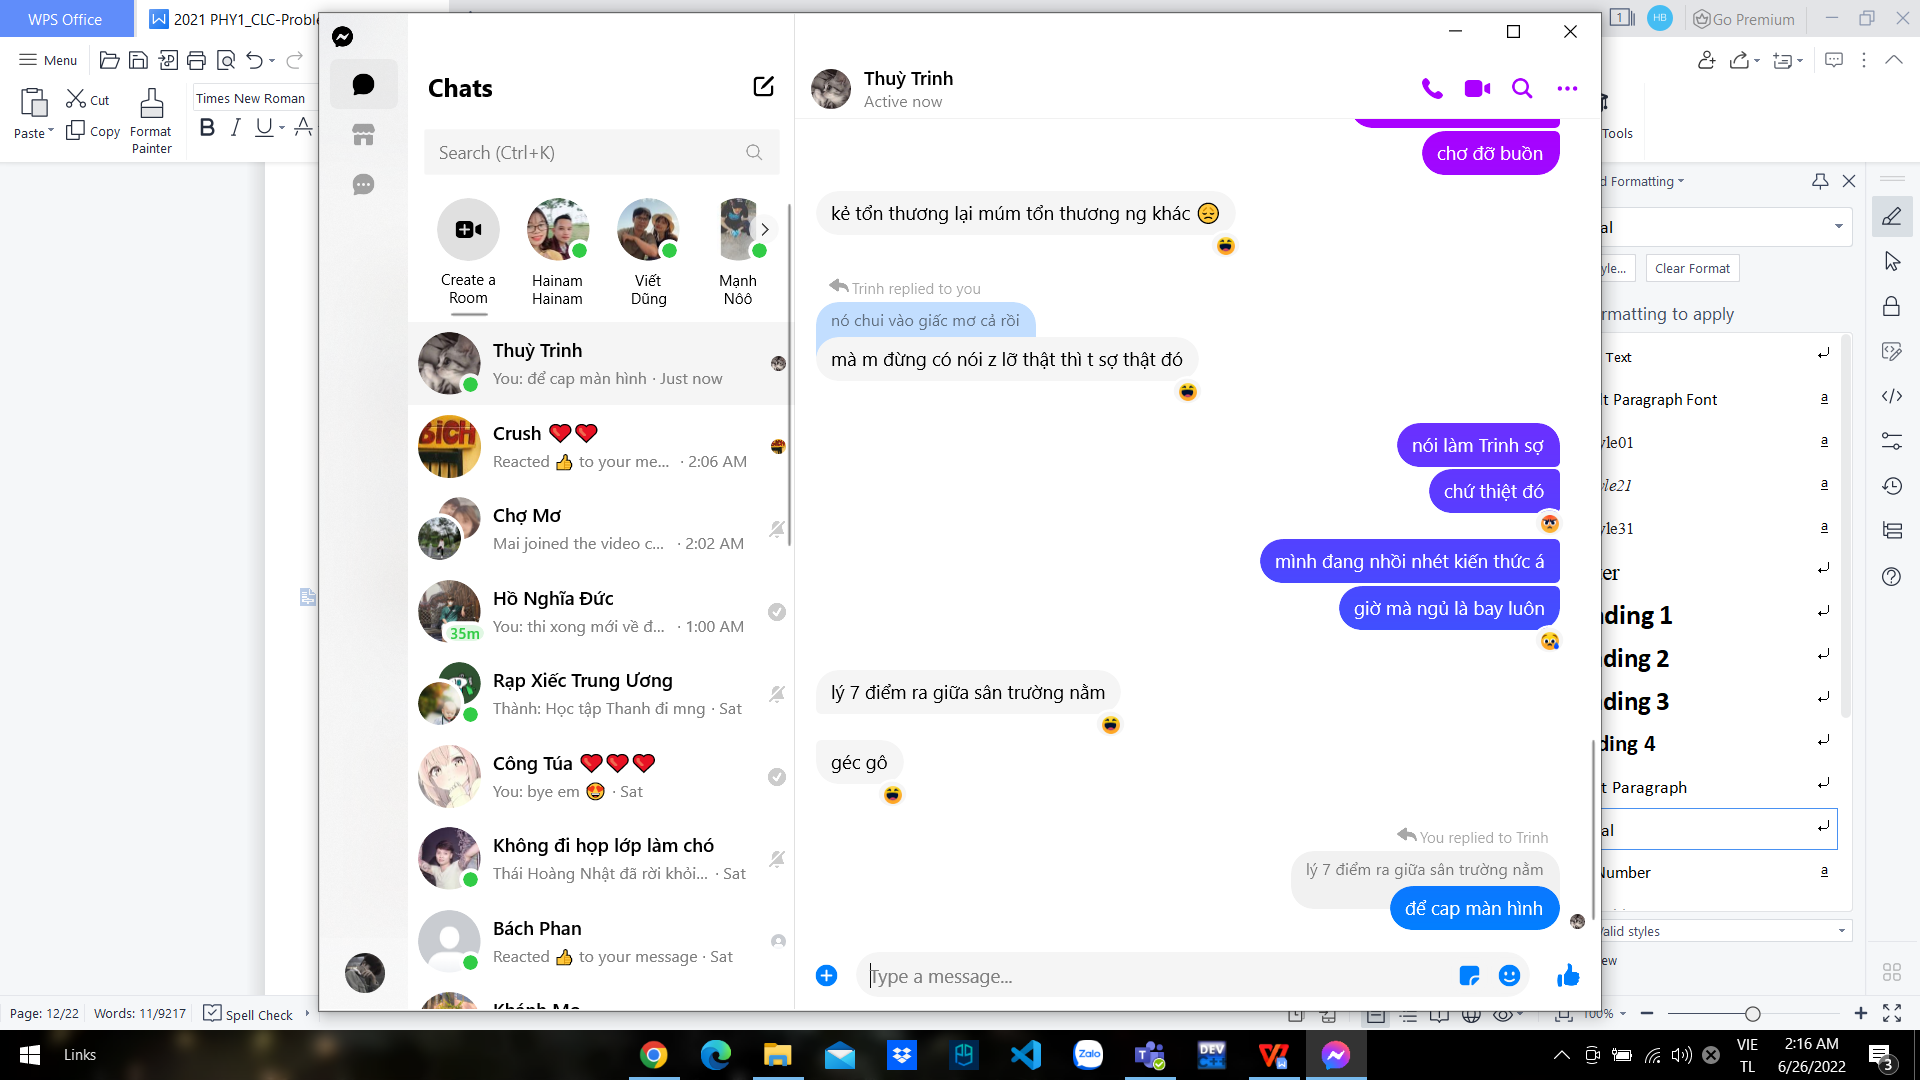 WPS Office
2021 PHY1_CLC-Proble
1
HB
Go Premium
Menu
Paste
Cut
Copy
Format
Painter
Times New Roman
B I U A
Tools
Chats
Search (Ctrl+K)
Create a
Room
Hainam
Hainam
Viết
Dũng
Mạnh
Nôô
Thuỳ Trinh
You: để cap màn hình · Just now
Crush ❤️❤️
Reacted 👍 to your me... · 2:06 AM
Chợ Mơ
Mai joined the video c... · 2:02 AM
Hồ Nghĩa Đức
You: thi xong mới về đ... · 1:00 AM
35m
Rạp Xiếc Trung Ương
Thành: Học tập Thanh đi mng · Sat
Công Túa ❤️❤️❤️
You: bye em 😍 · Sat
Không đi họp lớp làm chó
Thái Hoàng Nhật đã rời khỏi... · Sat
Bách Phan
Reacted 👍 to your message · Sat
Thuỳ Trinh
Active now
chơ đỡ buồn
kẻ tổn thương lại múm tổn thương ng khác 😔
Trinh replied to you
nó chui vào giấc mơ cả rồi
mà m đừng có nói z lỡ thật thì t sợ thật đó
nói làm Trinh sợ
chứ thiệt đó
mình đang nhồi nhét kiến thức á
giờ mà ngủ là bay luôn
lý 7 điểm ra giữa sân trường nằm
géc gô
You replied to Trinh
lý 7 điểm ra giữa sân trường nằm
để cap màn hình
Type a message...
d Formatting
al
yle...
Clear Format
rmatting to apply
Text
t Paragraph Font
yle01
yle21
yle31
er
ding 1
ding 2
ding 3
ding 4
t Paragraph
al
Number
alid styles
ew
Page: 12/22
Words: 11/9217
Spell Check
100%
Links
Zalo
DEV
VIE
TL
2:16 AM
6/26/2022
3